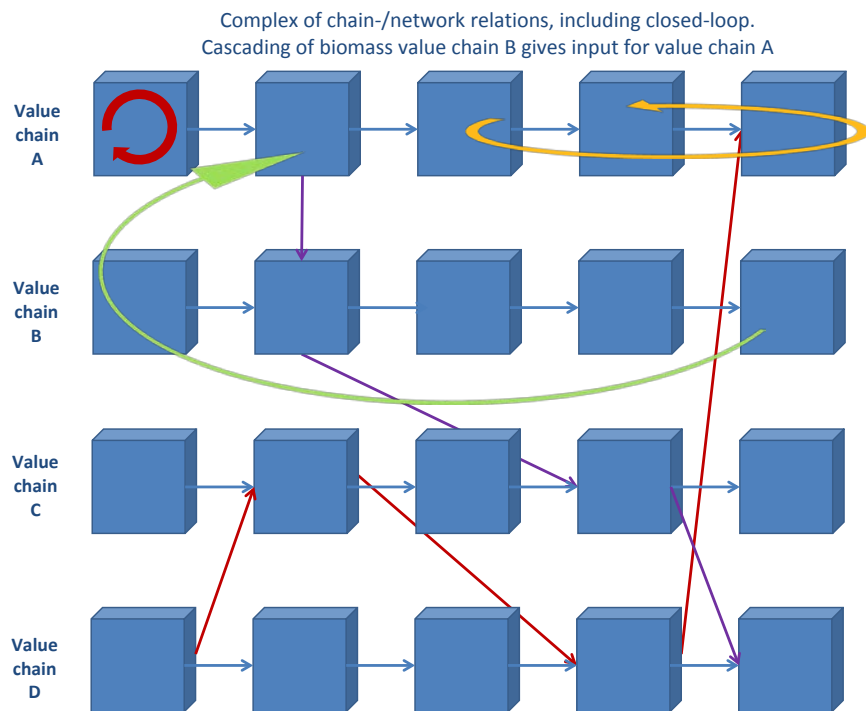 Complex of chain-/network relations, including closed-loop.
Cascading of biomass value chain B gives input for value chain A
Value
chain
A
Value
chain
B
Value
chain
C
Value
chain
D